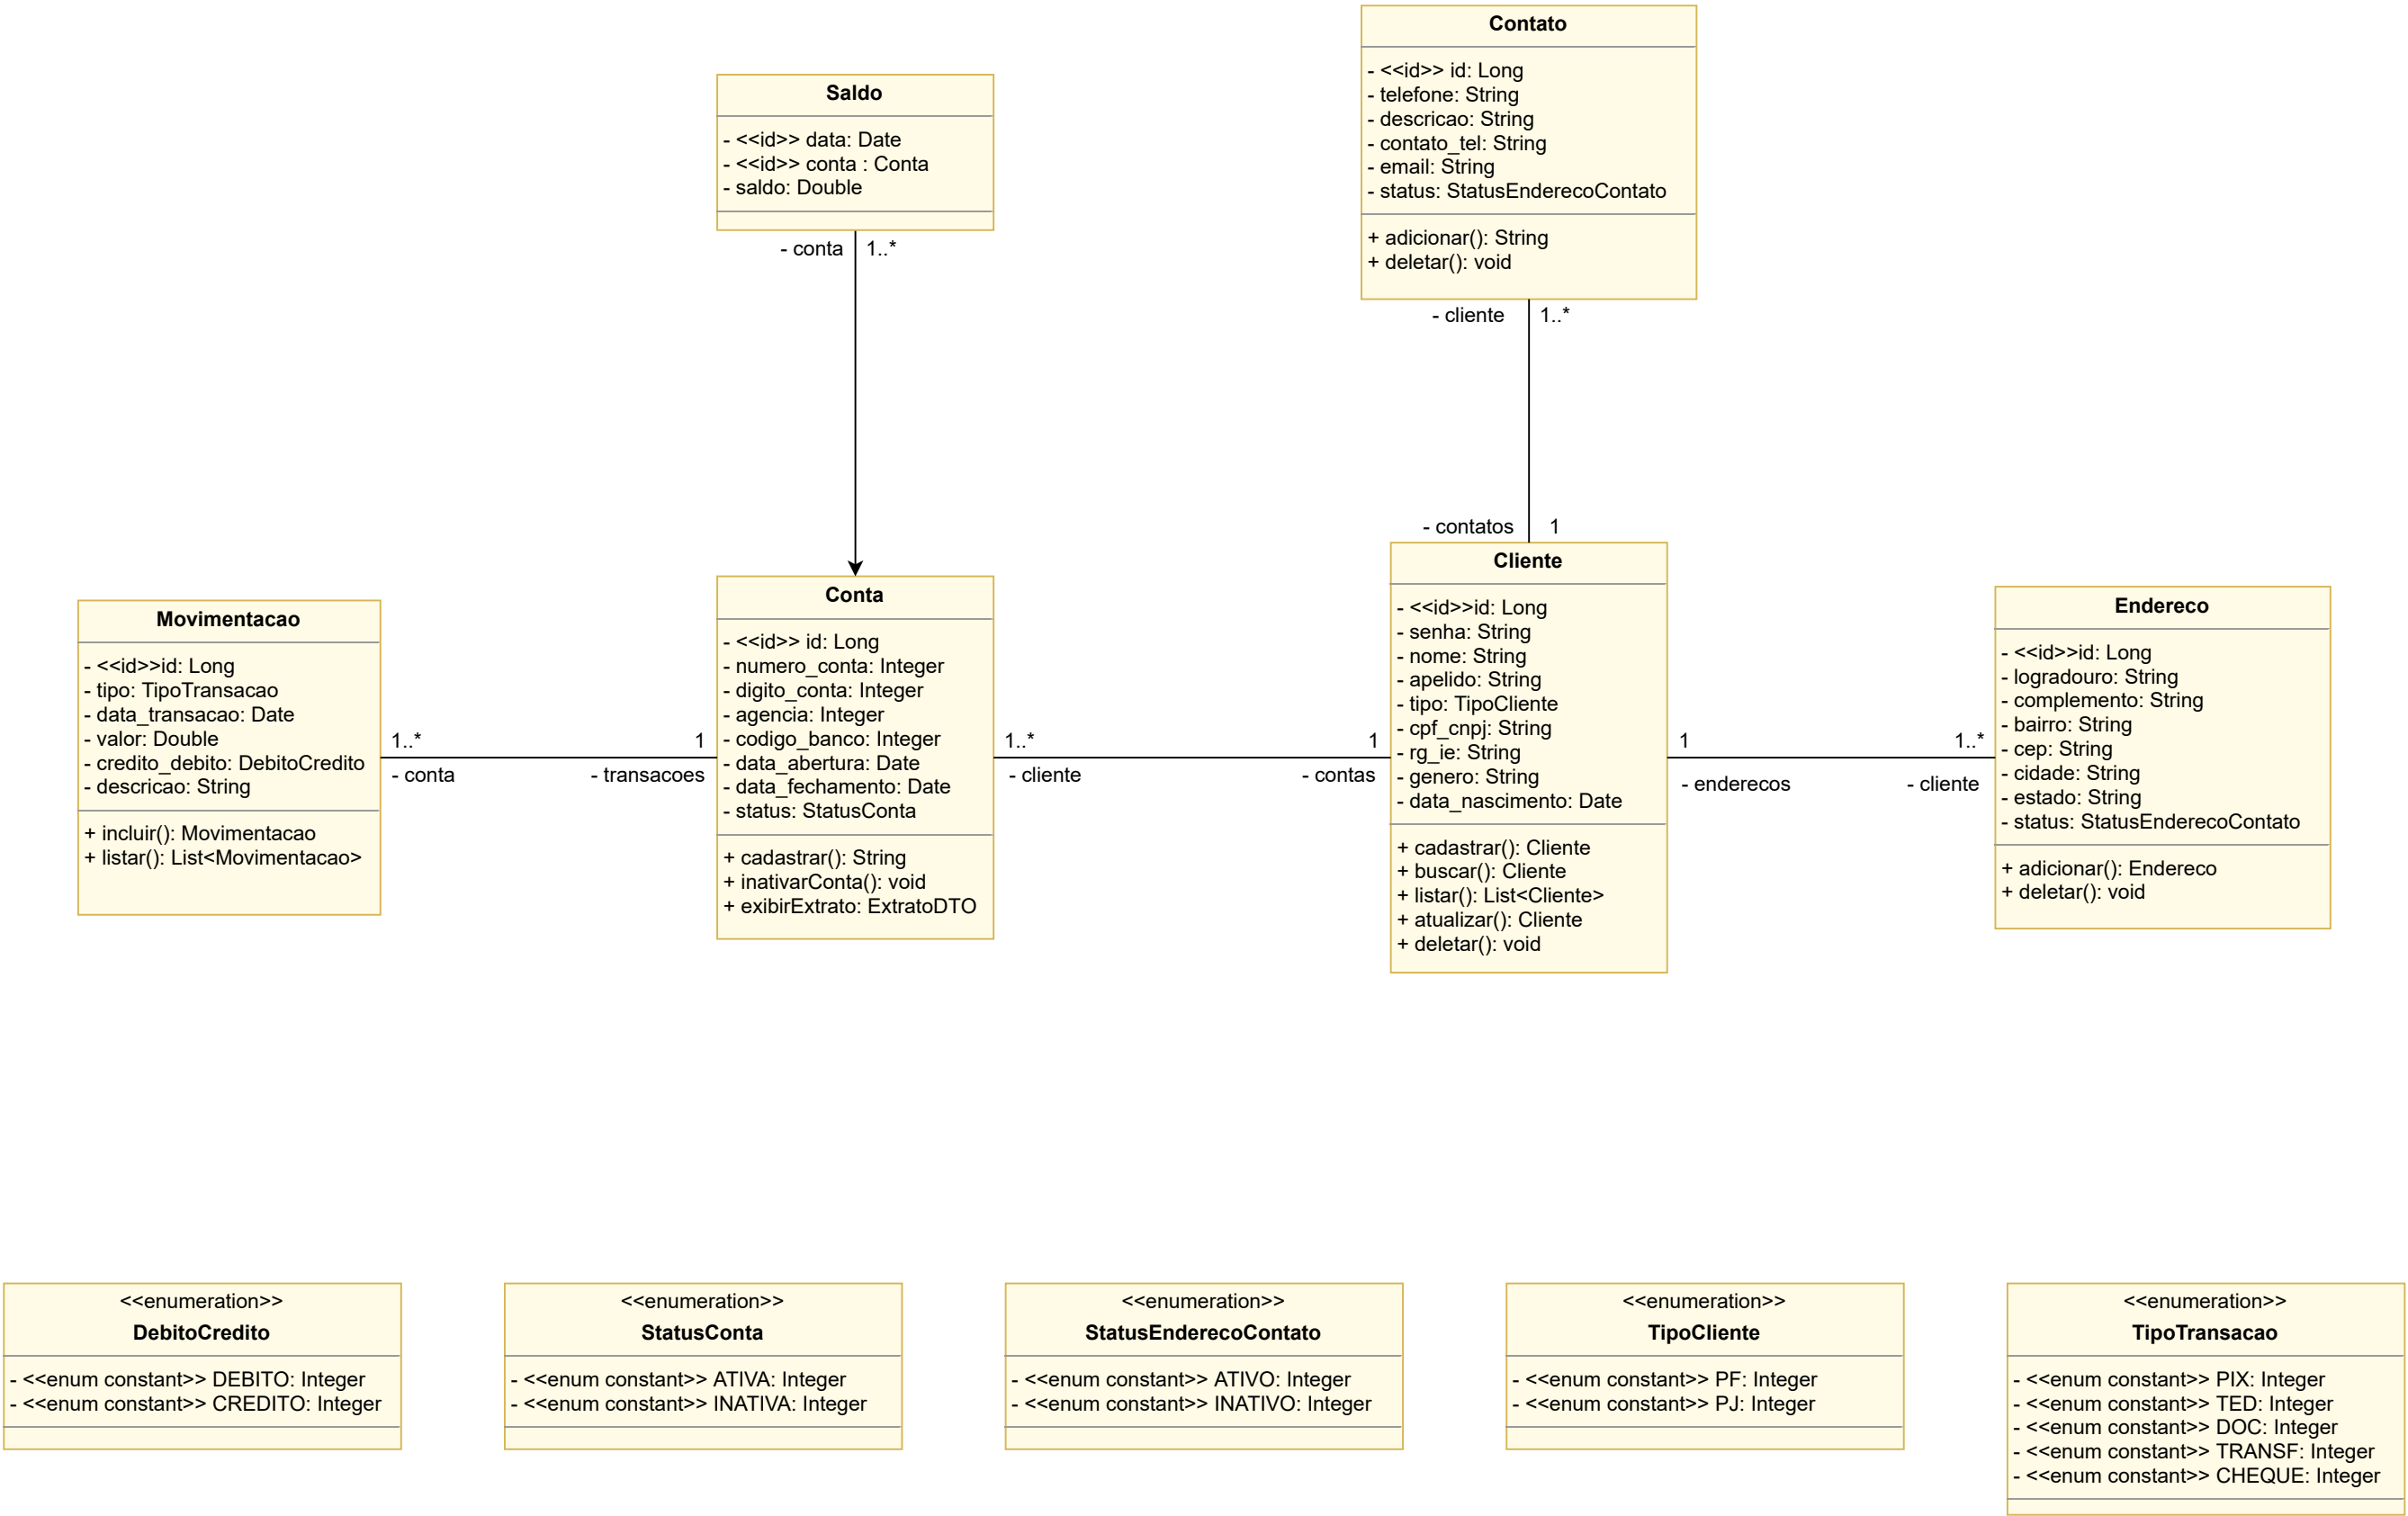 Contato
- <<id>> id: Long
- telefone: String
- descricao: String
- contato_tel: String
- email: String
- status: StatusEnderecoContato
+ adicionar(): String
+ deletar(): void
Saldo
- <<id>> data: Date
- <<id>> conta : Conta
- saldo: Double
- conta
1..*
- cliente
1..*
- contatos
1
Movimentacao
- <<id>>id: Long
- tipo: TipoTransacao
- data_transacao: Date
- valor: Double
- credito_debito: DebitoCredito
- descricao: String
+ incluir(): Movimentacao
+ listar(): List<Movimentacao>
1..*
- conta
1
- transacoes
Conta
- <<id>> id: Long
- numero_conta: Integer
- digito_conta: Integer
- agencia: Integer
- codigo_banco: Integer
- data_abertura: Date
- data_fechamento: Date
- status: StatusConta
+ cadastrar(): String
+ inativarConta(): void
+ exibirExtrato: ExtratoDTO
1..*
- cliente
1
- contas
Cliente
- <<id>>id: Long
- senha: String
- nome: String
- apelido: String
- tipo: TipoCliente
- cpf_cnpj: String
- rg_ie: String
- genero: String
- data_nascimento: Date
+ cadastrar(): Cliente
+ buscar(): Cliente
+ listar(): List<Cliente>
+ atualizar(): Cliente
+ deletar(): void
1
- enderecos
1..*
- cliente
Endereco
- <<id>>id: Long
- logradouro: String
- complemento: String
- bairro: String
- cep: String
- cidade: String
- estado: String
- status: StatusEnderecoContato
+ adicionar(): Endereco
+ deletar(): void
<<enumeration>>
DebitoCredito
- <<enum constant>> DEBITO: Integer
- <<enum constant>> CREDITO: Integer
<<enumeration>>
StatusConta
- <<enum constant>> ATIVA: Integer
- <<enum constant>> INATIVA: Integer
<<enumeration>>
StatusEnderecoContato
- <<enum constant>> ATIVO: Integer
- <<enum constant>> INATIVO: Integer
<<enumeration>>
TipoCliente
- <<enum constant>> PF: Integer
- <<enum constant>> PJ: Integer
<<enumeration>>
TipoTransacao
- <<enum constant>> PIX: Integer
- <<enum constant>> TED: Integer
- <<enum constant>> DOC: Integer
- <<enum constant>> TRANSF: Integer
- <<enum constant>> CHEQUE: Integer